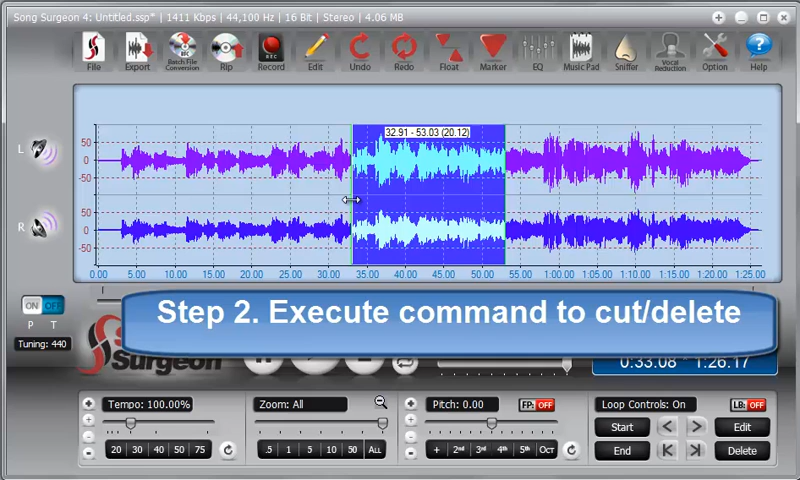 Song Surgeon 4: Untitled.ssp* | 1411 Kbps | 44,100 Hz | 16 Bit | Stereo | 4.06 MB
File Export Batch File Conversion Rip Record Edit Undo Redo Float Marker EQ Music Pad Sniffer Vocal Reduction Option Help
REC
32.91 - 53.03 (20.12)
L
50
0
-50
R
50
0
-50
0.00 5.00 10.00 15.00 20.00 25.00 30.00 35.00 40.00 45.00 50.00 55.00 1:00.00 1:05.00 1:10.00 1:15.00 1:20.00 1:25.00
ON OFF
P T
Tuning: 440
Step 2. Execute command to cut/delete
Surgeon
0:33.08 * 1:26.17
Tempo: 100.00% Zoom: All Pitch: 0.00 FP: OFF Loop Controls: On LB: OFF
Start Edit
20 30 40 50 75 .5 1 5 10 50 ALL + 2nd 3rd 4th 5th Oct End Delete